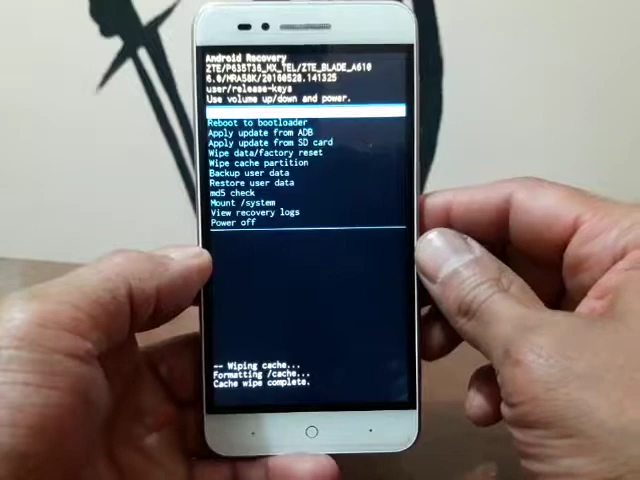 Android Recovery
ZTE/P635T36_MX_TEL/ZTE_BLADE_A610
6.0/MRA58K/20160528.141325
user/release-keys
Use volume up/down and power.
Reboot to bootloader
Apply update from ADB
Apply update from SD card
Wipe data/factory reset
Wipe cache partition
Backup user data
Restore user data
md5 check
Mount /system
View recovery logs
Power off
-- Wiping cache...
Formatting /cache...
Cache wipe complete.